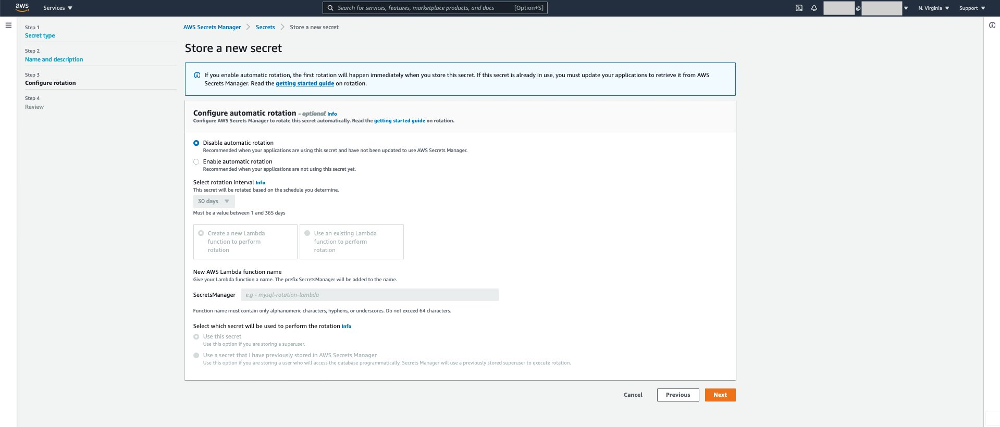 aws Services Search for services, features, marketplace products, and docs [Option+S] @ N. Virginia Support
Step 1
Secret type
Step 2
Name and description
Step 3
Configure rotation
Step 4
Review
AWS Secrets Manager Secrets Store a new secret
Store a new secret
If you enable automatic rotation, the first rotation will happen immediately when you store this secret. If this secret is already in use, you must update your applications to retrieve it from AWS
Secrets Manager. Read the getting started guide on rotation.
Configure automatic rotation - optional Info
Configure AWS Secrets Manager to rotate this secret automatically. Read the getting started guide on rotation.
Disable automatic rotation
Recommended when your applications are using this secret and have not been updated to use AWS Secrets Manager.
Enable automatic rotation
Recommended when your applications are not using this secret yet.
Select rotation interval Info
This secret will be rotated based on the schedule you determine.
30 days
Must be a value between 1 and 365 days
Create a new Lambda
function to perform
rotation
Use an existing Lambda
function to perform
rotation
New AWS Lambda function name
Give your Lambda function a name. The prefix SecretsManager will be added to the name.
SecretsManager e.g - mysql-rotation-lambda
Function name must contain only alphanumeric characters, hyphens, or underscores. Do not exceed 64 characters.
Select which secret will be used to perform the rotation Info
Use this secret
Use this option if you are storing a superuser.
Use a secret that I have previously stored in AWS Secrets Manager
Use this option if you are storing a user who will access the database programmatically. Secrets Manager will use a previously stored superuser to execute rotation.
Cancel Previous Next